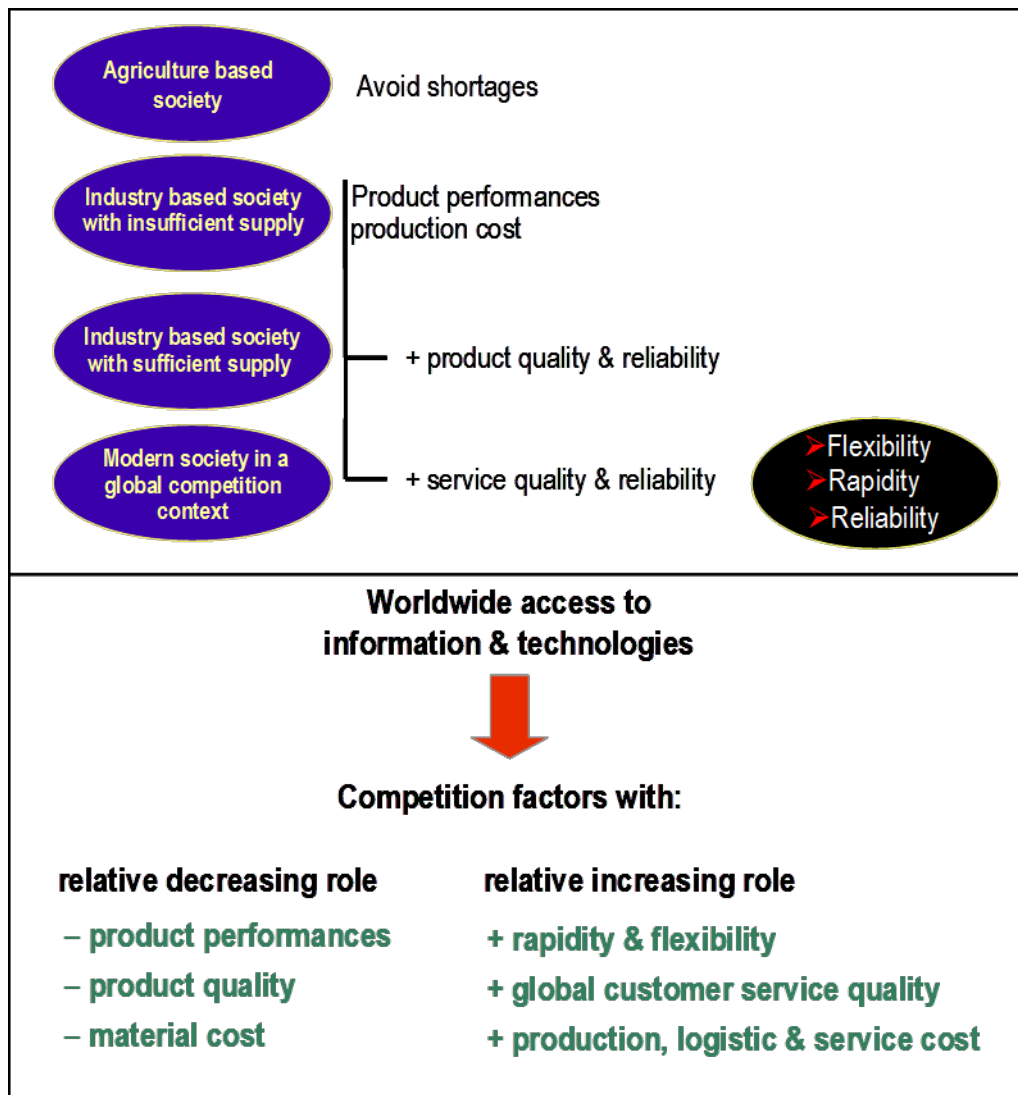 Agriculture based
society
Avoid shortages
Industry based society
with insufficient supply
Product performances
production cost
Industry based society
with sufficient supply
+ product quality & reliability
Modern society in a
global competition
context
+ service quality & reliability
➢Flexibility
➢Rapidity
➢Reliability
Worldwide access to
information & technologies
Competition factors with:
relative decreasing role
– product performances
– product quality
– material cost
relative increasing role
+ rapidity & flexibility
+ global customer service quality
+ production, logistic & service cost